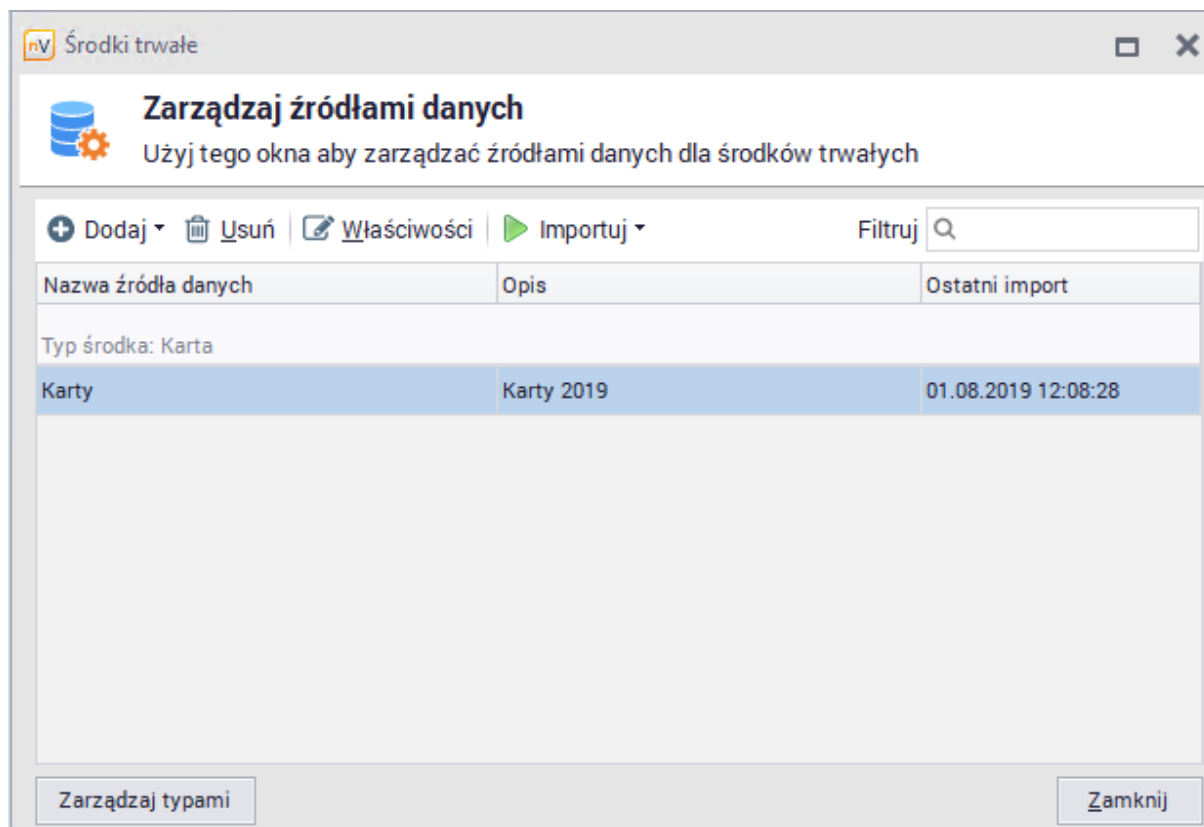 nV Środki trwałe
Zarządzaj źródłami danych
Użyj tego okna aby zarządzać źródłami danych dla środków trwałych
Dodaj Usuń Właściwości Importuj Filtruj
Nazwa źródła danych Opis Ostatni import
Typ środka: Karta
Karty Karty 2019 01.08.2019 12:08:28
Zarządzaj typami Zamknij